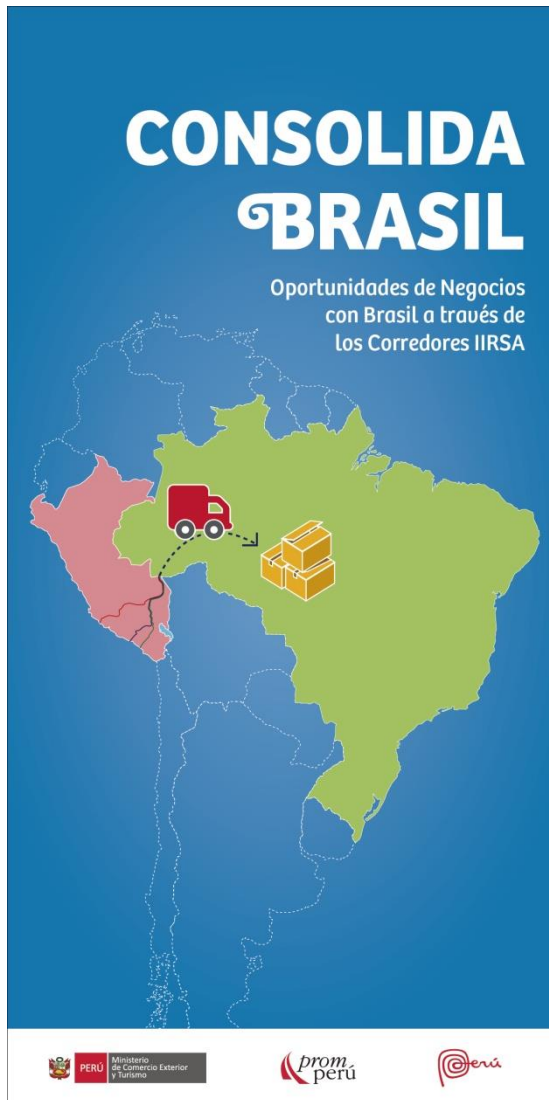 CONSOLIDA
BRASIL
Oportunidades de Negocios
con Brasil a través de
los Corredores IIRSA
PERÚ
Ministerio
de Comercio Exterior
y Turismo
prom
perú
Perú